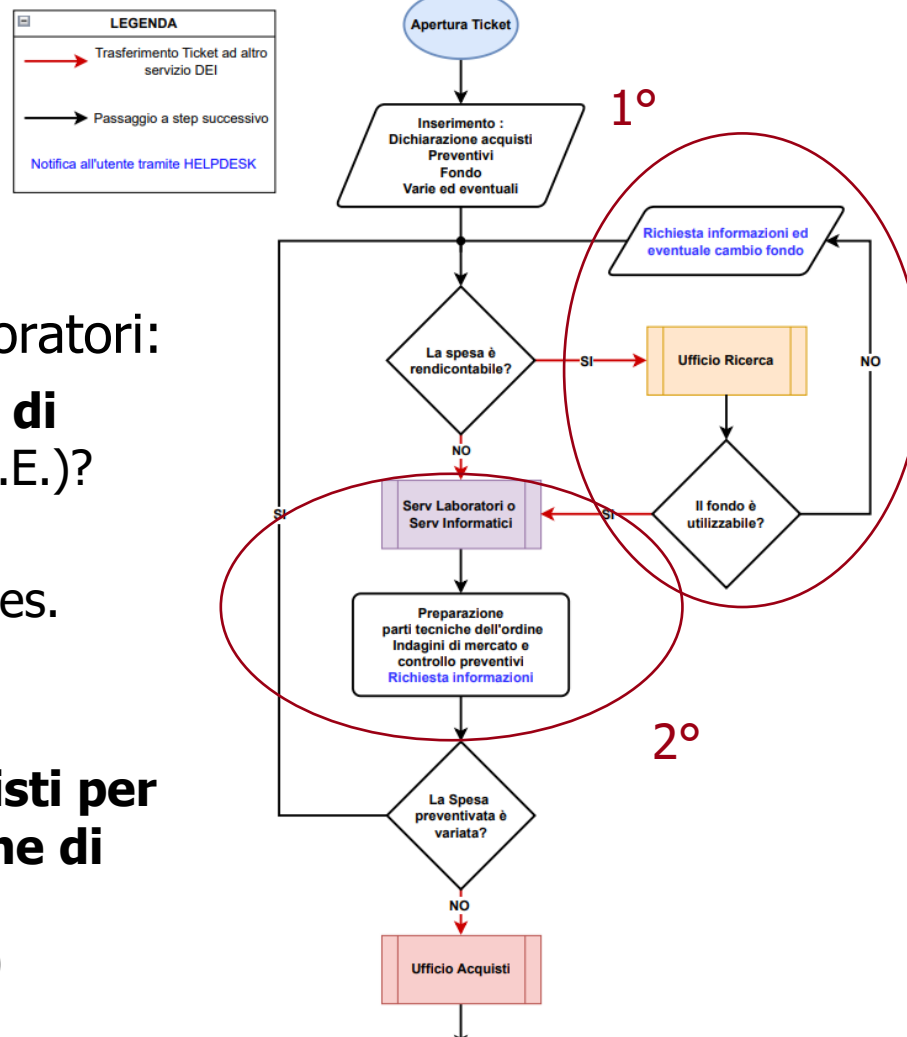 LEGENDA
Trasferimento Ticket ad altro
servizio DEI
Passaggio a step successivo
Notifica all'utente tramite HELPDESK
Apertura Ticket
1°
Inserimento :
Dichiarazione acquisti
Preventivi
Fondo
Varie ed eventuali
Richiesta informazioni ed
eventuale cambio fondo
oratori:
La spesa è
rendicontabile?
SI
Ufficio Ricerca
NO
di
.E.)?
NO
Serv Laboratori o
Serv Informatici
SI
SI
Il fondo è
utilizzabile?
es.
Preparazione
parti tecniche dell'ordine
Indagini di mercato e
controllo preventivi
Richiesta informazioni
2°
isti per
ne di
La Spesa
preventivata è
variata?
NO
)
Ufficio Acquisti